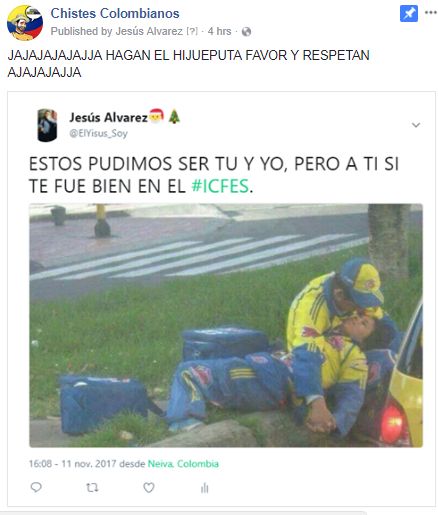 Chistes Colombianos
Published by Jesús Alvarez [?] · 4 hrs ·
JAJAJAJAJAJJA HAGAN EL HIJUEPUTA FAVOR Y RESPETAN
AJAJAJAJJA
Jesús Alvarez🎅🎄
@ElYisus_Soy
ESTOS PUDIMOS SER TU Y YO, PERO A TI SI
TE FUE BIEN EN EL #ICFES.
16:08 - 11 nov. 2017 desde Neiva, Colombia